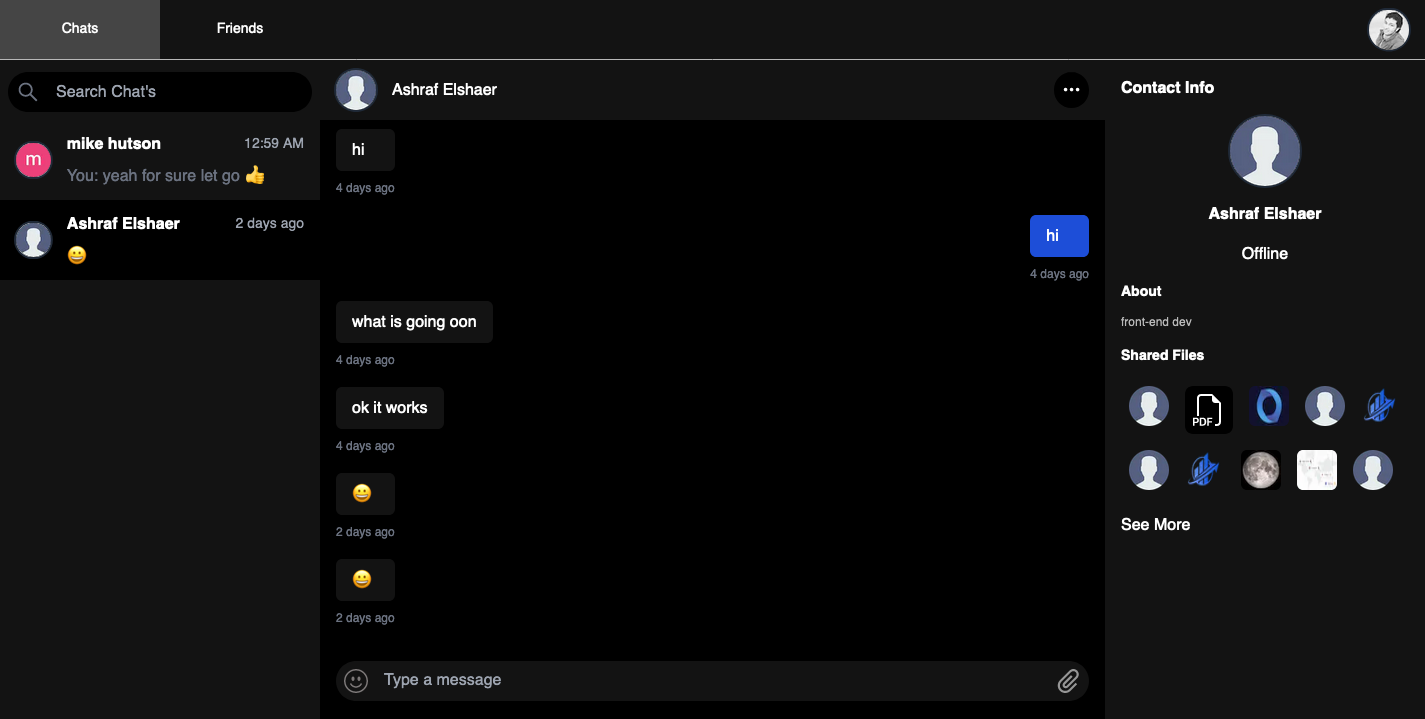 Chats
Friends
Search Chat's
m
mike hutson
12:59 AM
You: yeah for sure let go 👍
Ashraf Elshaer
2 days ago
😀
Ashraf Elshaer
hi
4 days ago
hi
4 days ago
what is going oon
4 days ago
ok it works
4 days ago
😀
2 days ago
😀
2 days ago
Type a message
Contact Info
Ashraf Elshaer
Offline
About
front-end dev
Shared Files
PDF
See More